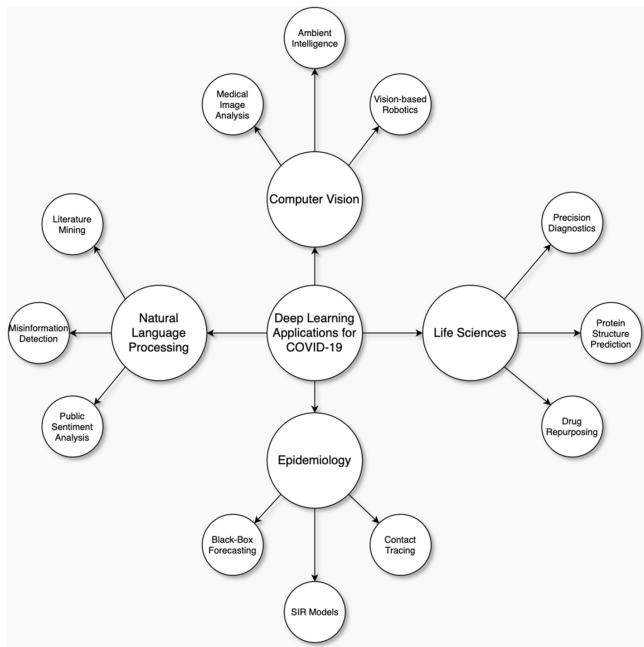 Ambient
Intelligence
Medical
Image
Analysis
Vision-based
Robotics
Computer Vision
Literature
Mining
Precision
Diagnostics
Misinformation
Detection
Natural
Language
Processing
Deep Learning
Applications for
COVID-19
Life Sciences
Protein
Structure
Prediction
Public
Sentiment
Analysis
Drug
Repurposing
Epidemiology
Black-Box
Forecasting
Contact
Tracing
SIR Models